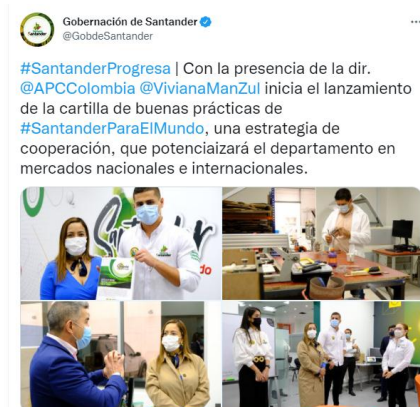 Gobernación de Santander
@GobdeSantander
#SantanderProgresa | Con la presencia de la dir.
@APCColombia @VivianaManZul inicia el lanzamiento
de la cartilla de buenas prácticas de
#SantanderParaElMundo, una estrategia de
cooperación, que potenciaizará el departamento en
mercados nacionales e internacionales.